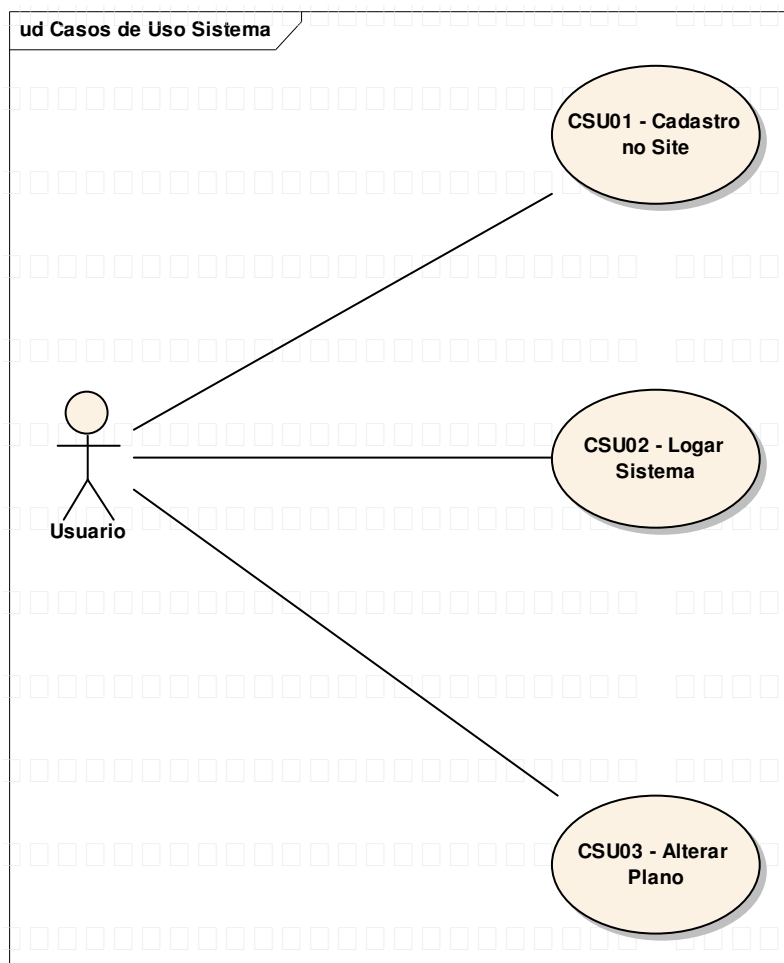 ud Casos de Uso Sistema
CSU01 - Cadastro
no Site
CSU02 - Logar
Sistema
Usuario
CSU03 - Alterar
Plano